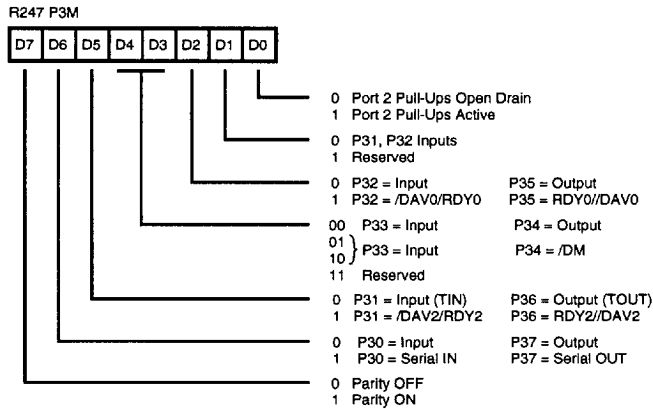 R247 P3M
D7 D6 D5 D4 D3 D2 D1 D0
0 Port 2 Pull-Ups Open Drain
1 Port 2 Pull-Ups Active
0 P31, P32 Inputs
1 Reserved
0 P32 = Input P35 = Output
1 P32 = /DAV0/RDY0 P35 = RDY0//DAV0
00 P33 = Input P34 = Output
01
10 } P33 = Input P34 = /DM
11 Reserved
0 P31 = Input (TIN) P36 = Output (TOUT)
1 P31 = /DAV2/RDY2 P36 = RDY2//DAV2
0 P30 = Input P37 = Output
1 P30 = Serial IN P37 = Serial OUT
0 Parity OFF
1 Parity ON